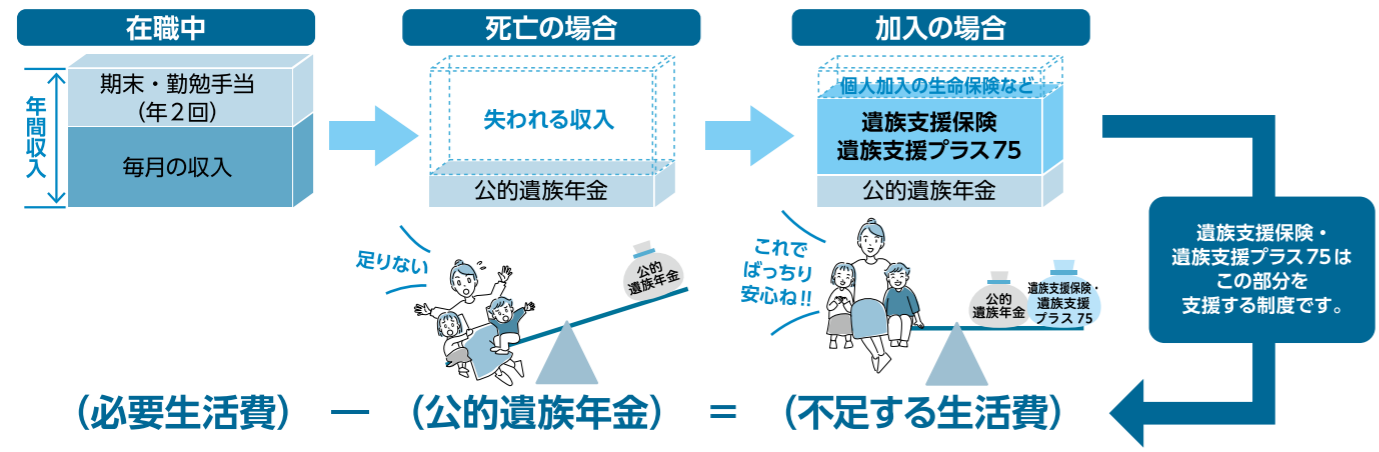 在職中
期末・勤勉手当
（年２回）
毎月の収入
年間収入
死亡の場合
失われる収入
公的遺族年金
足りない
公的
遺族年金
加入の場合
個人加入の生命保険など
遺族支援保険
遺族支援プラス75
公的遺族年金
これで
ばっちり
安心ね!!
公的
遺族年金
遺族支援保険・
遺族支援
プラス75
遺族支援保険・
遺族支援プラス75は
この部分を
支援する制度です。
（必要生活費） ー （公的遺族年金） ＝ （不足する生活費）